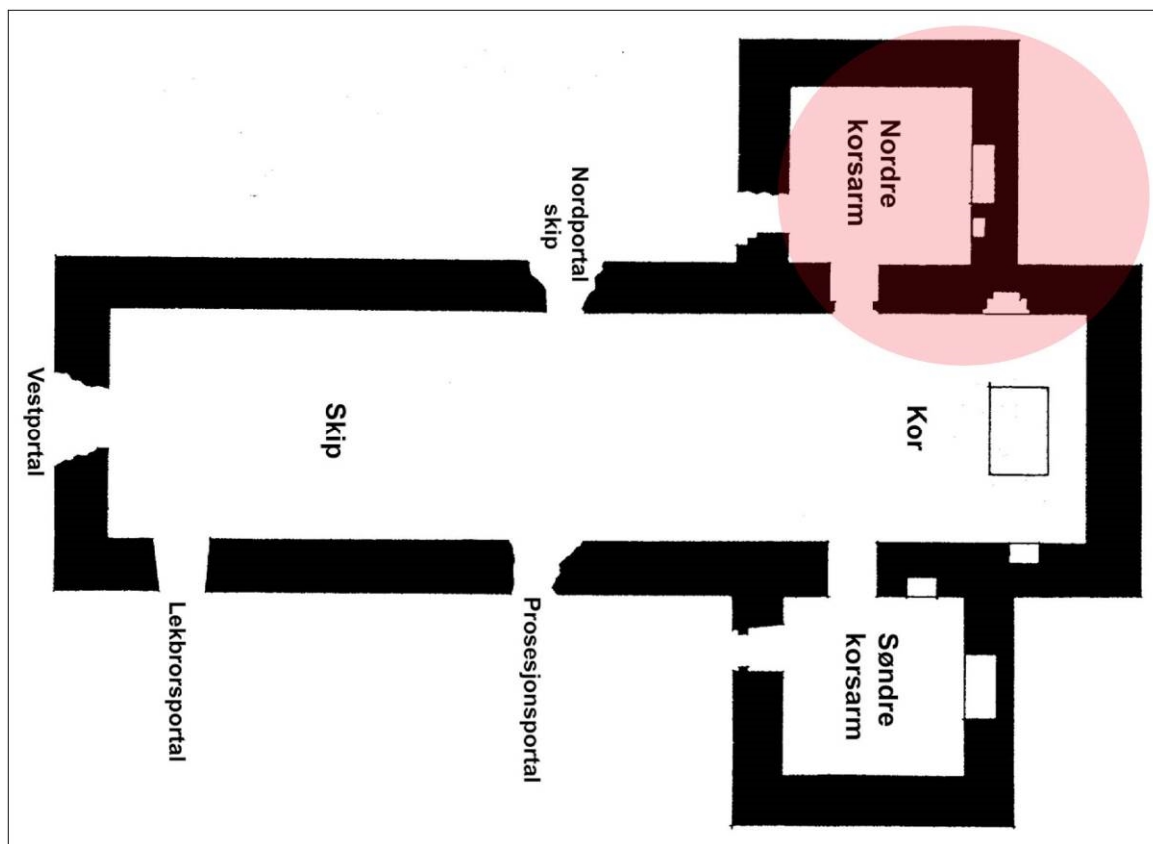 Nordre
korsarm
Nordportal
skip
Vestportal
Skip
Kor
Lekbrorsportal
Prosesjonsportal
Søndre
korsarm